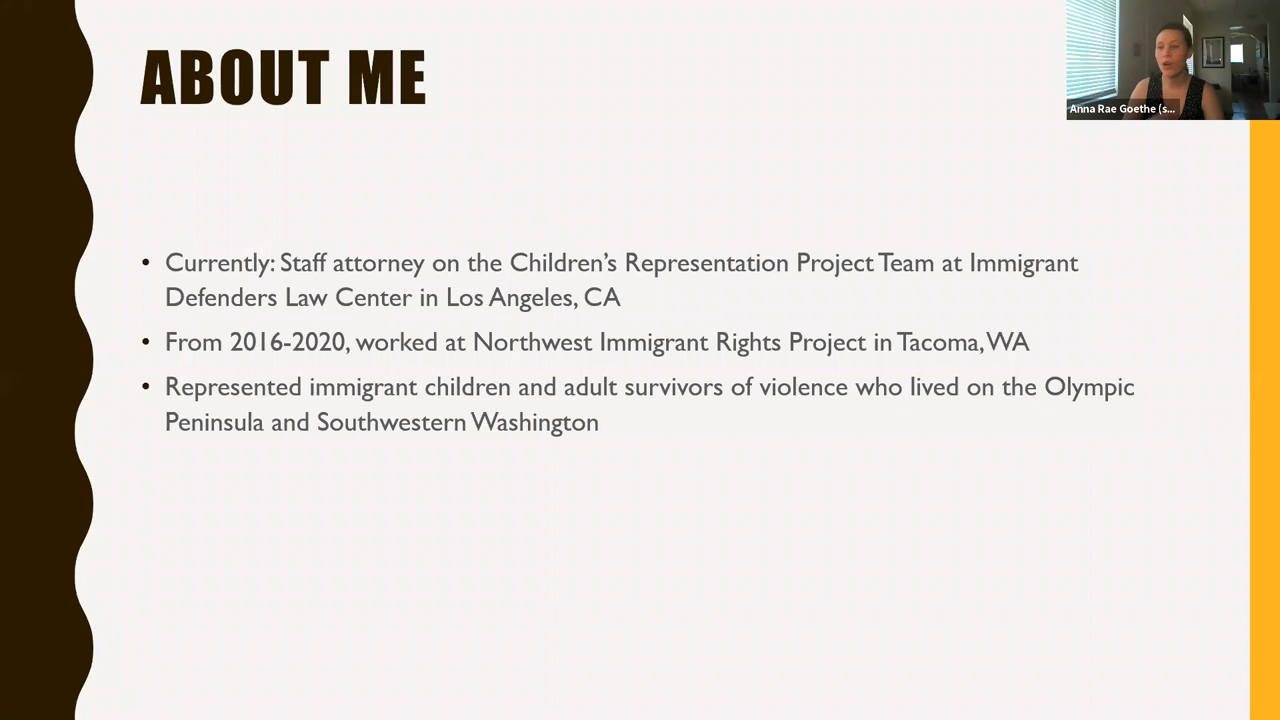 ABOUT ME
Anna Rae Goethe (s...
• Currently: Staff attorney on the Children’s Representation Project Team at Immigrant
Defenders Law Center in Los Angeles, CA
• From 2016-2020, worked at Northwest Immigrant Rights Project in Tacoma, WA
• Represented immigrant children and adult survivors of violence who lived on the Olympic
Peninsula and Southwestern Washington